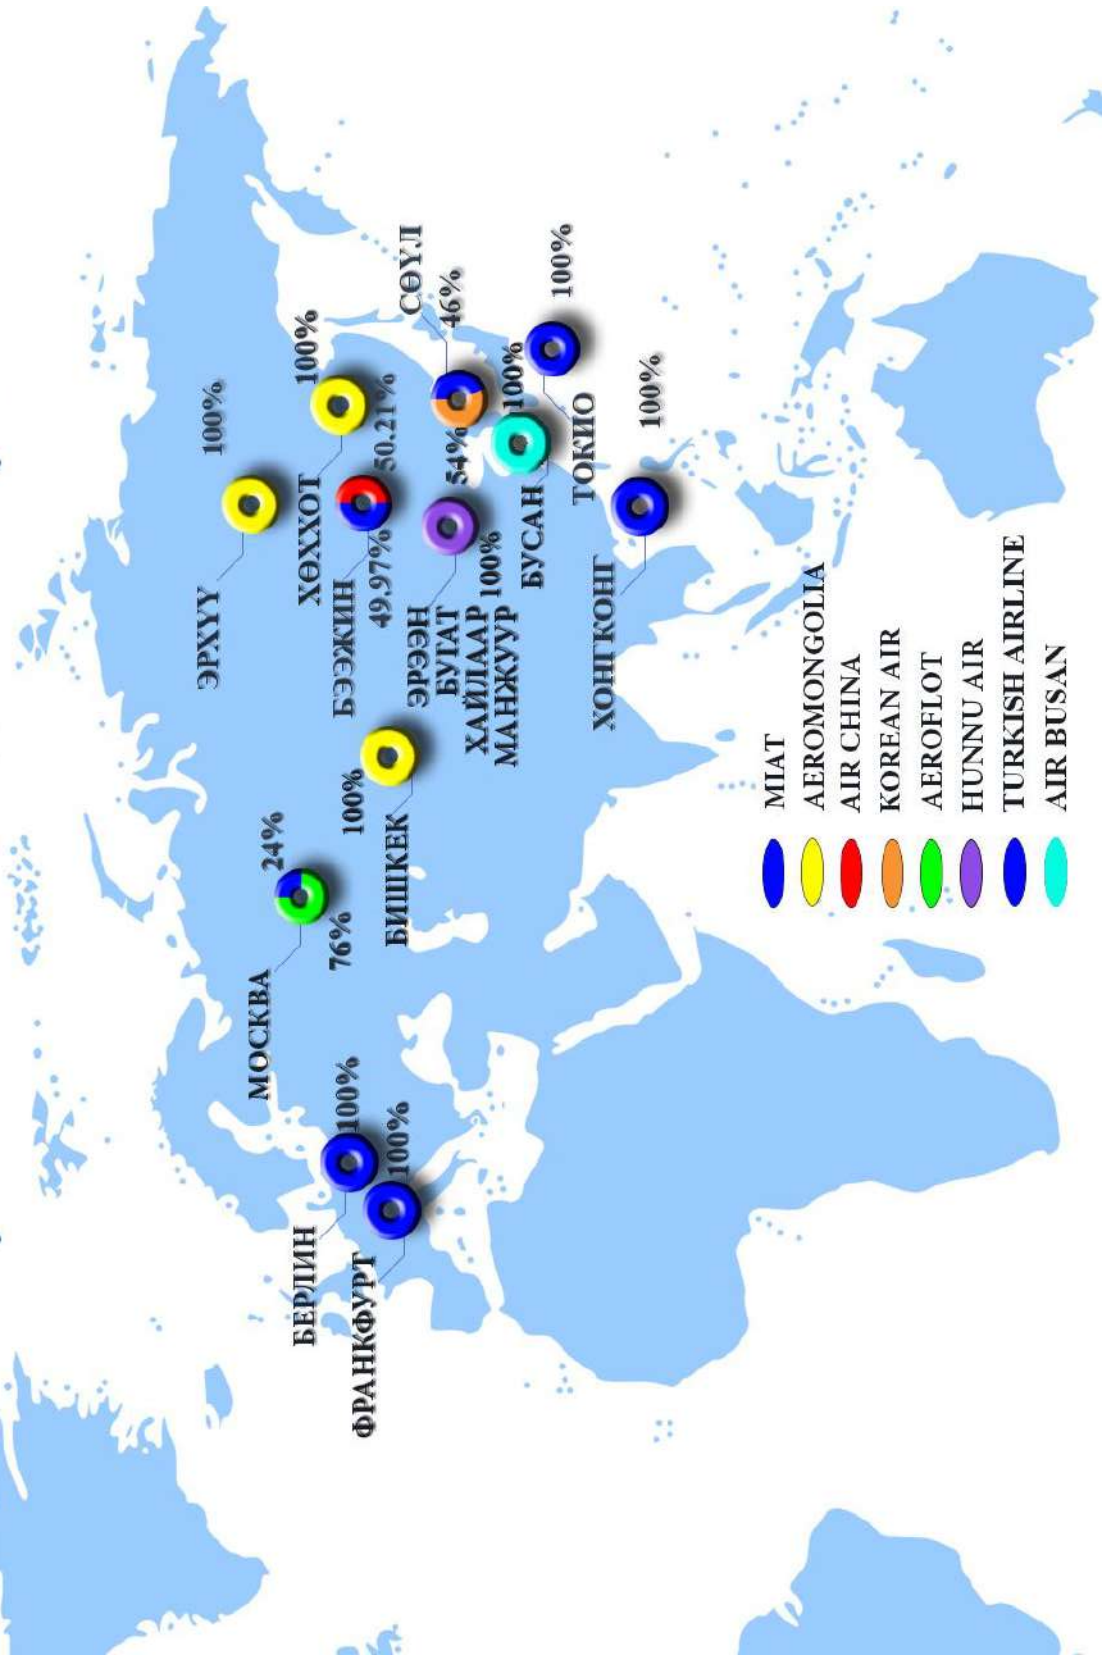 ЭРХҮҮ
100%
ХӨХХОТ
100%
МОСКВА
24%
76%
БЭЭЖИН
49.97%
50.21%
СӨҮЛ
46%
54%
БЕРЛИН
100%
ФРАНКФУРТ
100%
БИШКЕК
100%
ЭРЭЭН
БУГАТ
ХАЙЛААР
МАНЖУУР
100%
БУСАН
100%
ТОКИО
100%
ХОНГКОНГ
100%
MIAT
AEROMONGOLIA
AIR CHINA
KOREAN AIR
AEROFLOT
HUNNU AIR
TURKISH AIRLINE
AIR BUSAN